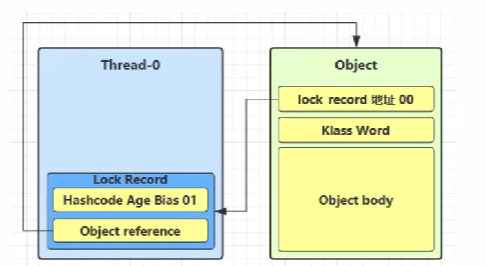 Thread-0
Lock Record
Hashcode Age Bias 01
Object reference
Object
lock record 地址 00
Klass Word
Object body